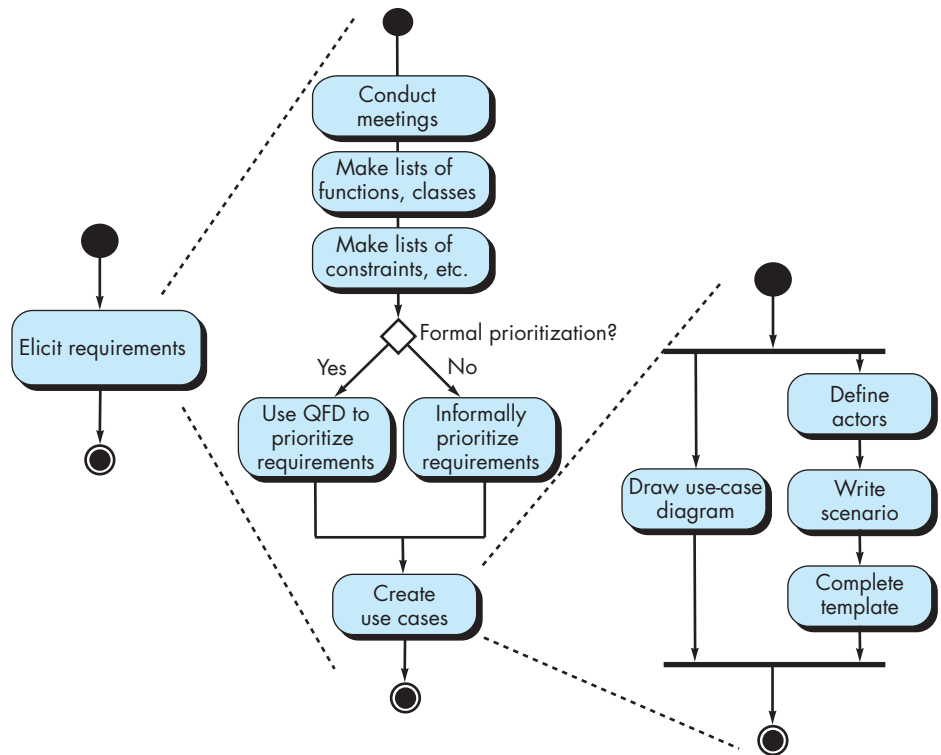 Elicit requirements
Conduct
meetings
Make lists of
functions, classes
Make lists of
constraints, etc.
Formal prioritization?
Yes
No
Use QFD to
prioritize
requirements
Informally
prioritize
requirements
Create
use cases
Draw use-case
diagram
Define
actors
Write
scenario
Complete
template